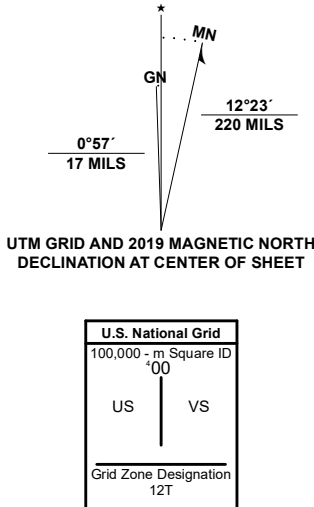 ★
MN
GN
12°23´
220 MILS
0°57´
17 MILS
UTM GRID AND 2019 MAGNETIC NORTH
DECLINATION AT CENTER OF SHEET
U.S. National Grid
100,000 - m Square ID
⁴00
US VS
Grid Zone Designation
12T